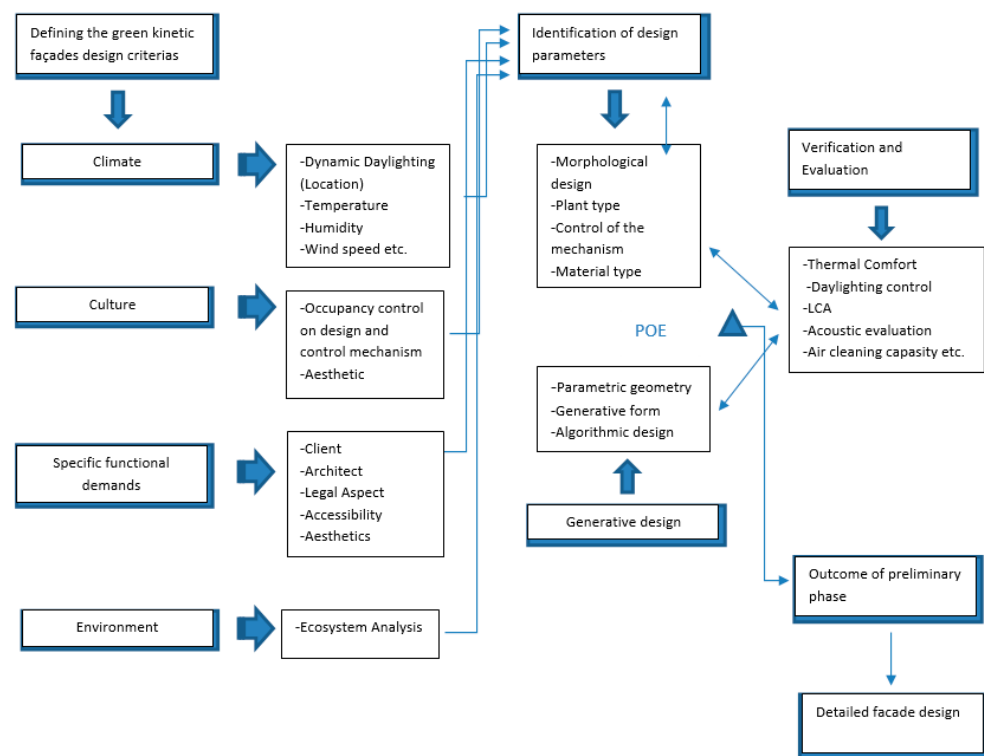 Defining the green kinetic
façades design criterias
Climate
-Dynamic Daylighting
(Location)
-Temperature
-Humidity
-Wind speed etc.
Culture
-Occupancy control
on design and
control mechanism
-Aesthetic
Specific functional
demands
-Client
-Architect
-Legal Aspect
-Accessibility
-Aesthetics
Environment
-Ecosystem Analysis
Identification of design
parameters
-Morphological
design
-Plant type
-Control of the
mechanism
-Material type
POE
-Parametric geometry
-Generative form
-Algorithmic design
Generative design
Verification and
Evaluation
-Thermal Comfort
-Daylighting control
-LCA
-Acoustic evaluation
-Air cleaning capasity etc.
Outcome of preliminary
phase
Detailed facade design